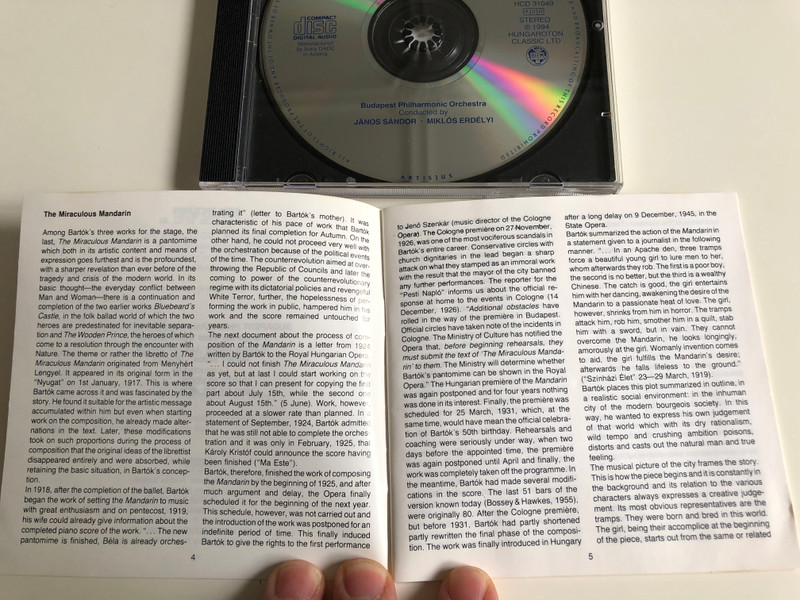 COMPACT
disc
DIGITAL AUDIO
Manufactured
by Sony DADC
in Austria
HCD 31049
STEREO
℗ 1994
HUNGAROTON
CLASSIC LTD
Budapest Philharmonic Orchestra
Conducted by
JÁNOS SÁNDOR · MIKLÓS ERDÉLYI
The Miraculous Mandarin
Among Bartók's three works for the stage, the
last, The Miraculous Mandarin is a pantomime
which both in its artistic content and means of
expression goes furthest and is the profoundest,
with a sharper revelation than ever before of the
tragedy and crisis of the modern world. In its
basic thought—the everyday conflict between
Man and Woman—there is a continuation and
completion of the two earlier works Bluebeard's
Castle, in the folk ballad world of which the two
heroes are predestinated for inevitable separa-
tion and The Wooden Prince, the heroes of which
come to a resolution through the encounter with
Nature. The theme or rather the libretto of The
Miraculous Mandarin originated from Menyhért
Lengyel. It appeared in its original form in the
"Nyugat" on 1st January, 1917. This is where
Bartók came across it and was fascinated by the
story. He found it suitable for the artistic message
accumulated within him but even when starting
work on the composition, he already made alter-
nations in the text. Later, these modifications
took on such proportions during the process of
composition that the original ideas of the librettist
disappeared entirely and were absorbed, while
retaining the basic situation, in Bartók's concep-
tion.
In 1918, after the completion of the ballet, Bartók
began the work of setting the Mandarin to music
with great enthusiasm and on pentecost, 1919,
his wife could already give information about the
completed piano score of the work. "... The new
pantomime is finished, Béla is already orches-
trating it" (letter to Bartók's mother). It was
characteristic of his pace of work that Bartók
planned its final completion for Autumn. On the
other hand, he could not proceed very well with
the orchestration because of the political events
of the time. The counterrevolution aimed at over-
throwing the Republic of Councils and later the
coming to power of the counterrevolutionary
regime with its dictatorial policies and revengeful
White Terror, further, the hopelessness of per-
forming the work in public, hampered him in his
work and the score remained untouched for
years.
The next document about the process of com-
position of the Mandarin is a letter from 1924
written by Bartók to the Royal Hungarian Opera.
"... I could not finish The Miraculous Mandarin
as yet, but at last I could start working on the
score so that I can present for copying the first
part about July 15th, while the second one
about August 15th." (5 June). Work, however,
proceeded at a slower rate than planned. In a
statement of September, 1924, Bartók admitted
that he was still not able to complete the orches-
tration and it was only in February, 1925, that
Károly Kristóf could announce the score having
been finished ("Ma Este").
Bartók, therefore, finished the work of composing
the Mandarin by the beginning of 1925, and after
much argument and delay, the Opera finally
scheduled it for the beginning of the next year.
This schedule, however, was not carried out and
the introduction of the work was postponed for an
indefinite period of time. This finally induced
Bartók to give the rights to the first performance
4
to Jenő Szenkár (music director of the Cologne
Opera). The Cologne première on 27 November,
1926, was one of the most vociferous scandals in
Bartók's entire career. Conservative circles with
church dignitaries in the lead began a sharp
attack on what they stamped as an immoral work
with the result that the mayor of the city banned
any further performances. The reporter for the
"Pesti Napló" informs us about the official re-
sponse at home to the events in Cologne (14
December, 1926). "Additional obstacles have
rolled in the way of the première in Budapest.
Official circles have taken note of the incidents in
Cologne. The Ministry of Culture has notified the
Opera that, before beginning rehearsals, they
must submit the text of 'The Miraculous Manda-
rin' to them. The Ministry will determine whether
Bartók's pantomime can be shown in the Royal
Opera." The Hungarian première of the Mandarin
was again postponed and for four years nothing
was done in its interest. Finally, the première was
scheduled for 25 March, 1931, which, at the
same time, would have mean the official celebra-
tion of Bartók's 50th birthday. Rehearsals and
coaching were seriously under way, when two
days before the appointed time, the première
was again postponed until April and finally, the
work was completely taken off the programme. In
the meantime, Bartók had made several modifi-
cations in the score. The last 51 bars of the
version known today (Bossey & Hawkes, 1955),
were originally 80. After the Cologne première,
but before 1931, Bartók had partly shortened
partly rewritten the final phase of the composi-
tion. The work was finally introduced in Hungary
after a long delay on 9 December, 1945, in the
State Opera.
Bartók summarized the action of the Mandarin in
a statement given to a journalist in the following
manner. "... In an Apache den, three tramps
force a beautiful young girl to lure men to her,
whom afterwards they rob. The first is a poor boy,
the second is no better, but the third is a wealthy
Chinese. The catch is good, the girl entertains
him with her dancing, awakening the desire of the
Mandarin to a passionate heat of love. The girl,
however, shrinks from him in horror. The tramps
attack him, rob him, smother him in a quilt, stab
him with a sword, but in vain. They cannot
overcome the Mandarin, he looks longingly,
amorously at the girl. Womanly invention comes
to aid, the girl fulfills the Mandarin's desire;
afterwards he falls lifeless to the ground."
("Színházi Élet" 23—29 March, 1919).
Bartók places this plot summarized in outline, in
a realistic social environment: in the inhuman
city of the modern bourgeois society. In this
way, he wanted to express his own judgement
of that world which with its dry rationalism,
wild tempo and crushing ambition poisons,
distorts and casts out the natural man and true
feeling.
The musical picture of the city frames the story.
This is how the piece begins and it is constantly in
the background and its relation to the various
characters always expresses a creative judge-
ment. Its most obvious representatives are the
tramps. They were born and bred in this world.
The girl, being their accomplice at the beginning
of the piece, starts out from the same or related
5